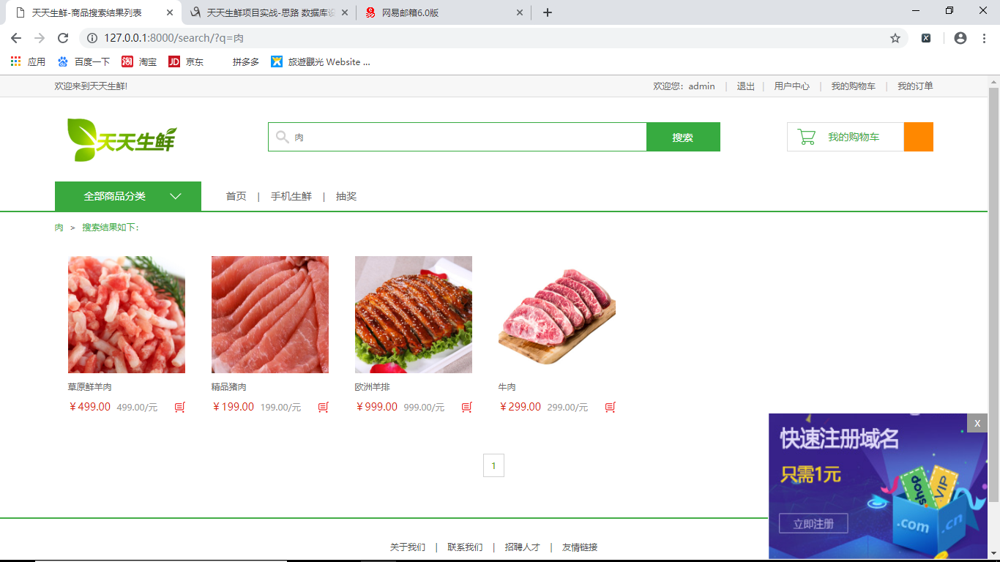 天天生鲜-商品搜索结果列表
天天生鲜项目实战-思路 数据库设
网易邮箱6.0版
127.0.0.1:8000/search/?q=肉
应用 百度一下 淘宝 京东 拼多多 旅遊觀光 Website ...
欢迎来到天天生鲜!
欢迎您：admin | 退出 | 用户中心 | 我的购物车 | 我的订单
天天生鲜
肉
搜索
我的购物车
全部商品分类
首页 | 手机生鲜 | 抽奖
肉 > 搜索结果如下：
草原鲜羊肉
￥499.00 499.00/元
精品猪肉
￥199.00 199.00/元
欧洲羊排
￥999.00 999.00/元
牛肉
￥299.00 299.00/元
1
X
快速注册域名
只需1元
立即注册
.shop
.VIP
.com
.cn
关于我们 | 联系我们 | 招聘人才 | 友情链接